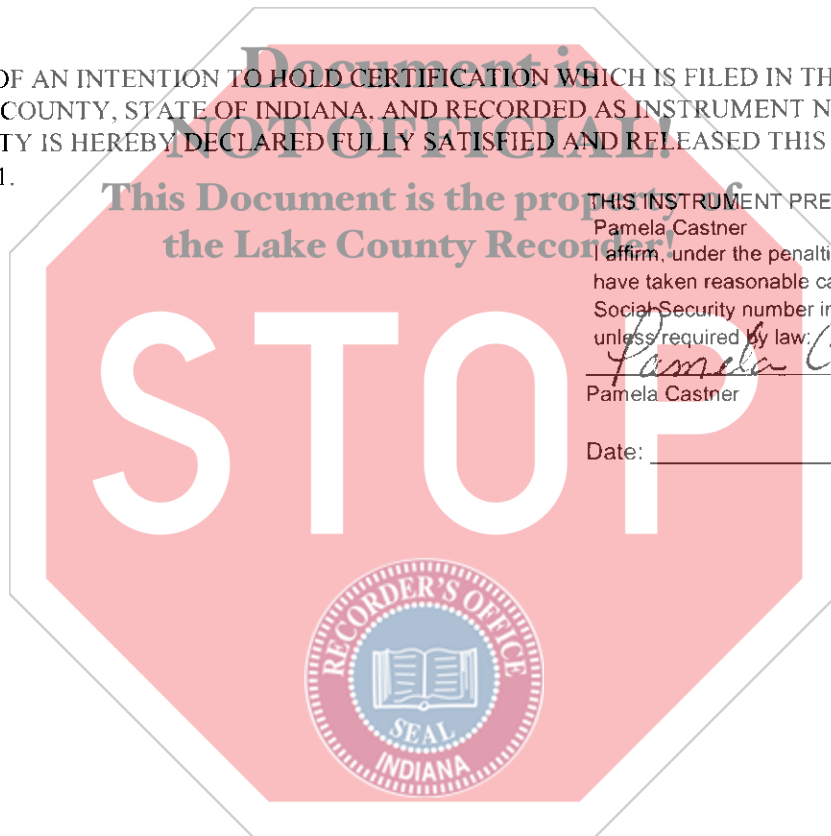 OF AN INTENTION TO HOLD CERTIFICATION WHICH IS FILED IN TH
COUNTY, STATE OF INDIANA, AND RECORDED AS INSTRUMENT N
TY IS HEREBY DECLARED FULLY SATISFIED AND RELEASED THIS
1.
Document is
NOT OFFICIAL!
This Document is the property of
the Lake County Recorder!
THIS INSTRUMENT PRE
Pamela Castner
I affirm, under the penalti
have taken reasonable ca
Social Security number in
unless required by law:
Pamela C
Pamela Castner
Date:
STOP
RECORDER'S OFFICE
SEAL
INDIANA